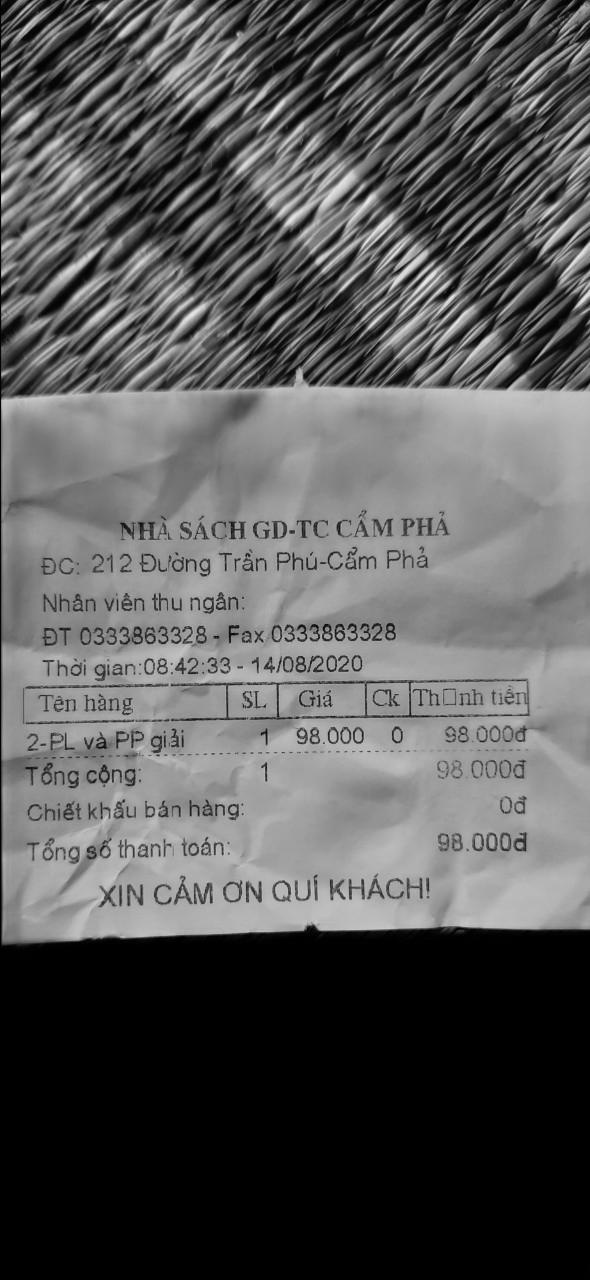 NHÀ SÁCH GD-TC CẨM PHẢ
ĐC: 212 Đường Trần Phú-Cẩm Phả
Nhân viên thu ngân:
ĐT 0333863328 - Fax 0333863328
Thời gian:08:42:33 - 14/08/2020
Tên hàng SL Giá Ck Th□nh tiền
2-PL và PP giải 1 98.000 0 98.000đ
Tổng cộng: 1 98.000đ
Chiết khấu bán hàng: 0đ
Tổng số thanh toán: 98.000đ
XIN CẢM ƠN QUÍ KHÁCH!